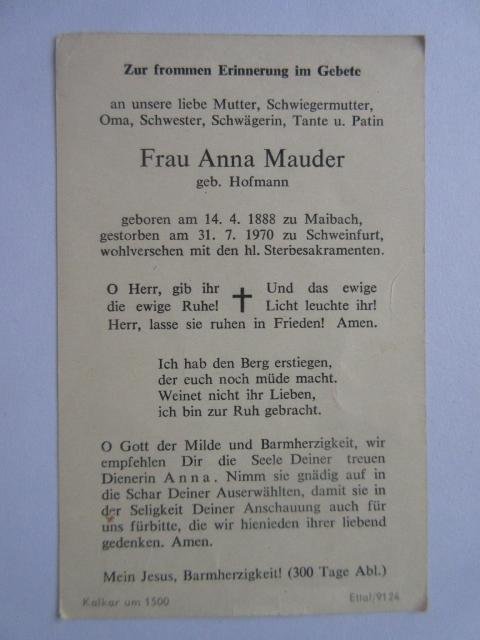 Zur frommen Erinnerung im Gebete
an unsere liebe Mutter, Schwiegermutter,
Oma, Schwester, Schwägerin, Tante u. Patin
Frau Anna Mauder
geb. Hofmann
geboren am 14. 4. 1888 zu Maibach,
gestorben am 31. 7. 1970 zu Schweinfurt,
wohlversehen mit den hl. Sterbesakramenten.
O Herr, gib ihr Und das ewige
die ewige Ruhe! Licht leuchte ihr!
Herr, lasse sie ruhen in Frieden! Amen.
Ich hab den Berg erstiegen,
der euch noch müde macht.
Weinet nicht ihr Lieben,
ich bin zur Ruh gebracht.
O Gott der Milde und Barmherzigkeit, wir
empfehlen Dir die Seele Deiner treuen
Dienerin Anna. Nimm sie gnädig auf in
die Schar Deiner Auserwählten, damit sie in
der Seligkeit Deiner Anschauung auch für
uns fürbitte, die wir hienieden ihrer liebend
gedenken. Amen.
Mein Jesus, Barmherzigkeit! (300 Tage Abl.)
Kalkar um 1500 Ettal/9124